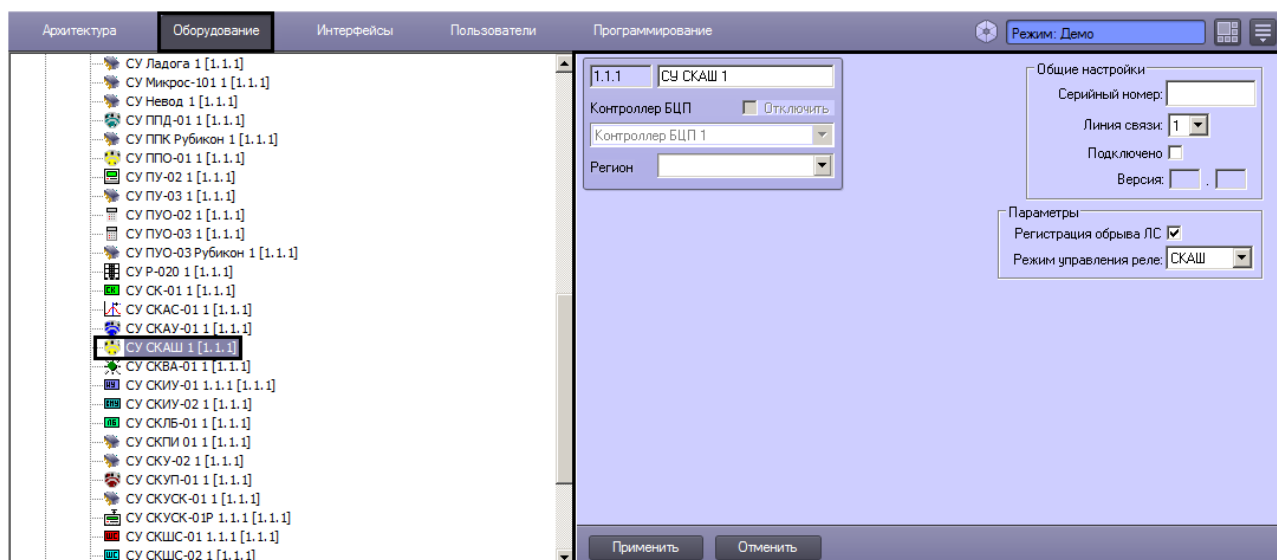 Архитектура Оборудование Интерфейсы Пользователи Программирование Режим: Демо
СУ Ладога 1 [1.1.1]
СУ Микрос-101 1 [1.1.1]
СУ Невод 1 [1.1.1]
СУ ППД-01 1 [1.1.1]
СУ ППК Рубикон 1 [1.1.1]
СУ ППО-01 1 [1.1.1]
СУ ПУ-02 1 [1.1.1]
СУ ПУ-03 1 [1.1.1]
СУ ПУО-02 1 [1.1.1]
СУ ПУО-03 1 [1.1.1]
СУ ПУО-03 Рубикон 1 [1.1.1]
СУ Р-020 1 [1.1.1]
СУ СК-01 1 [1.1.1]
СУ СКАС-01 1 [1.1.1]
СУ СКАУ-01 1 [1.1.1]
СУ СКАШ 1 [1.1.1]
СУ СКВА-01 1 [1.1.1]
СУ СКИУ-01 1.1.1 [1.1.1]
СУ СКИУ-02 1 [1.1.1]
СУ СКЛБ-01 1 [1.1.1]
СУ СКПИ 01 1 [1.1.1]
СУ СКУ-02 1 [1.1.1]
СУ СКУП-01 1 [1.1.1]
СУ СКУСК-01 1 [1.1.1]
СУ СКУСК-01Р 1.1.1 [1.1.1]
СУ СКШС-01 1.1.1 [1.1.1]
СУ СКШС-02 1 [1.1.1]
1.1.1 СУ СКАШ 1
Контроллер БЦП Отключить
Контроллер БЦП 1
Регион
Общие настройки
Серийный номер:
Линия связи: 1
Подключено
Версия: .
Параметры
Регистрация обрыва ЛС
Режим управления реле: СКАШ
Применить Отменить